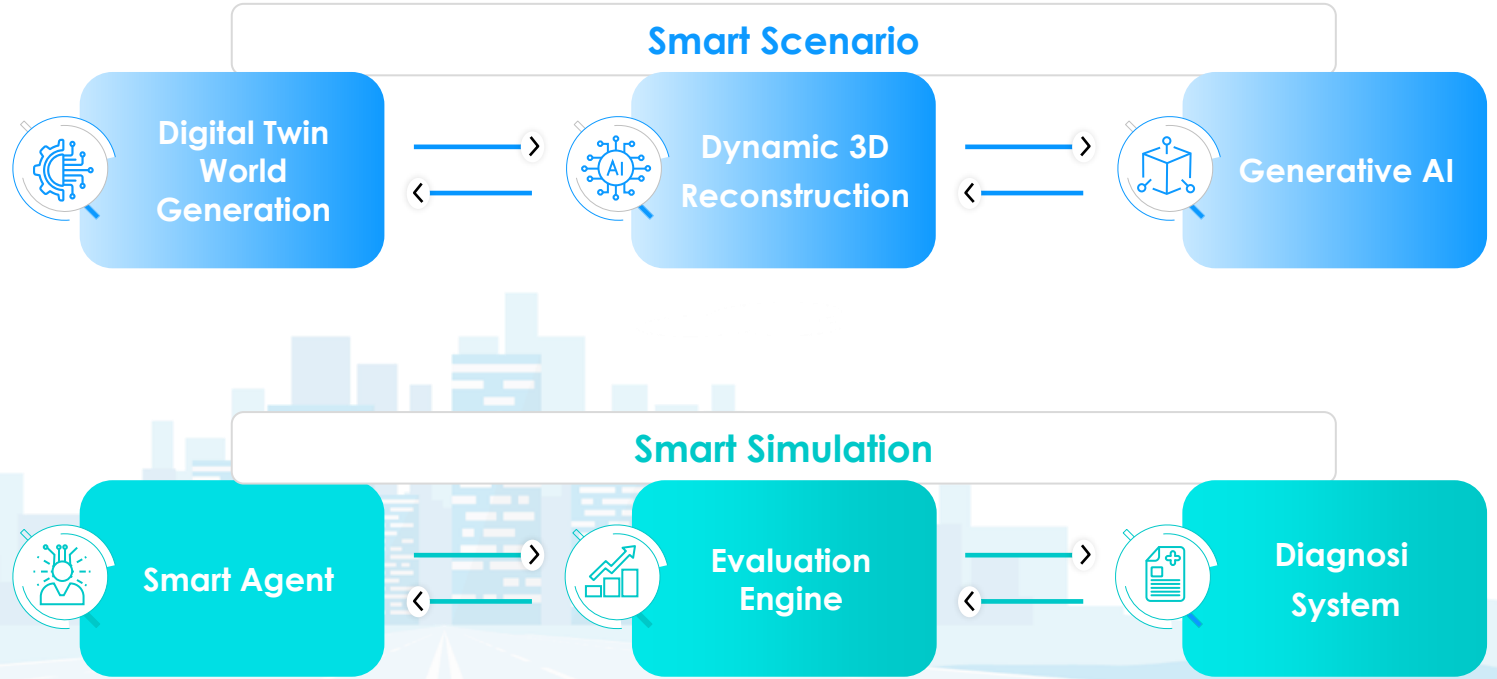 Smart Scenario
Digital Twin
World
Generation
AI
Dynamic 3D
Reconstruction
Generative AI
Smart Simulation
Smart Agent
Evaluation
Engine
Diagnosi
System